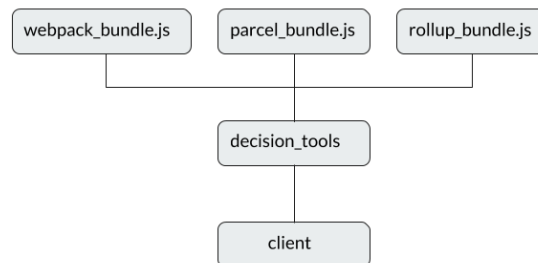 webpack_bundle.js
parcel_bundle.js
rollup_bundle.js
decision_tools
client